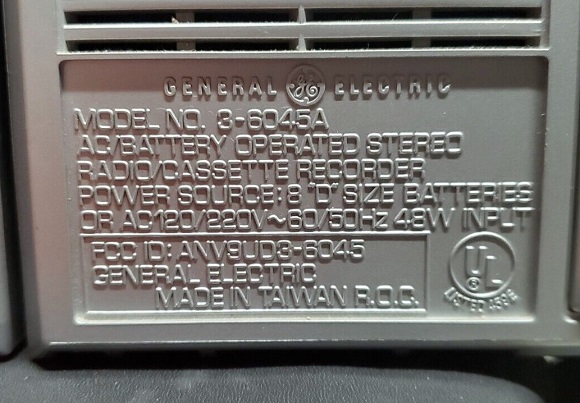 GENERAL GE ELECTRIC
MODEL NO. 3-6045A
AC/BATTERY OPERATED STEREO
RADIO/CASSETTE RECORDER
POWER SOURCE: 8 "D" SIZE BATTERIES
OR AC120/220V~60/50Hz 48W INPUT
FCC ID: ANV9UD3-6045
GENERAL ELECTRIC
MADE IN TAIWAN R.O.C.
UL ®
LISTED